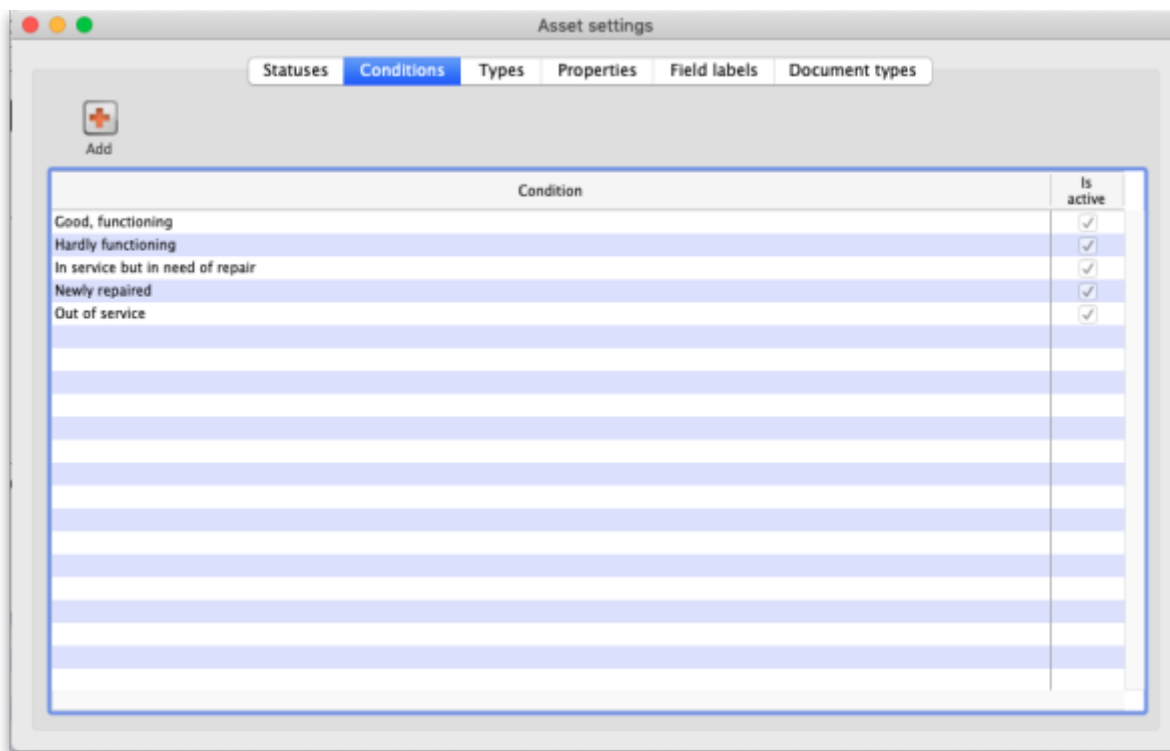 Asset settings
Statuses Conditions Types Properties Field labels Document types
Add
Condition Is active
Good, functioning
Hardly functioning
In service but in need of repair
Newly repaired
Out of service